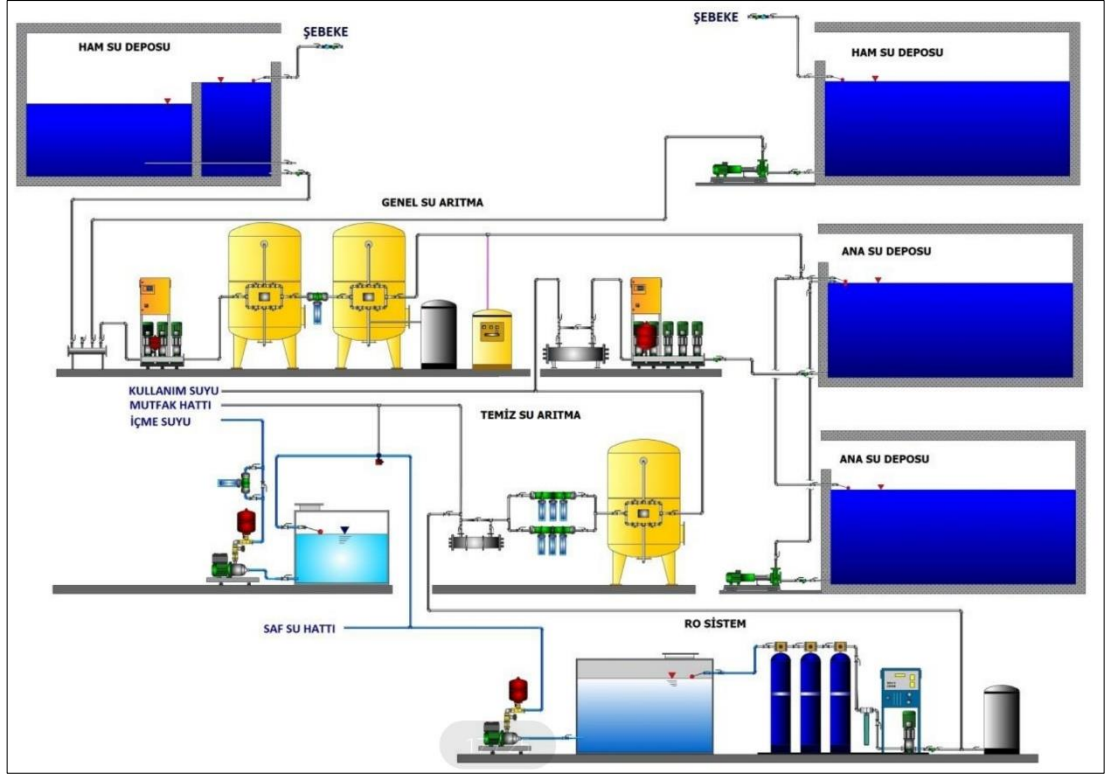 ŞEBEKE
HAM SU DEPOSU
ŞEBEKE
HAM SU DEPOSU
GENEL SU ARITMA
ANA SU DEPOSU
KULLANIM SUYU
MUTFAK HATTI
İÇME SUYU
TEMİZ SU ARITMA
ANA SU DEPOSU
SAF SU HATTI
RO SİSTEM